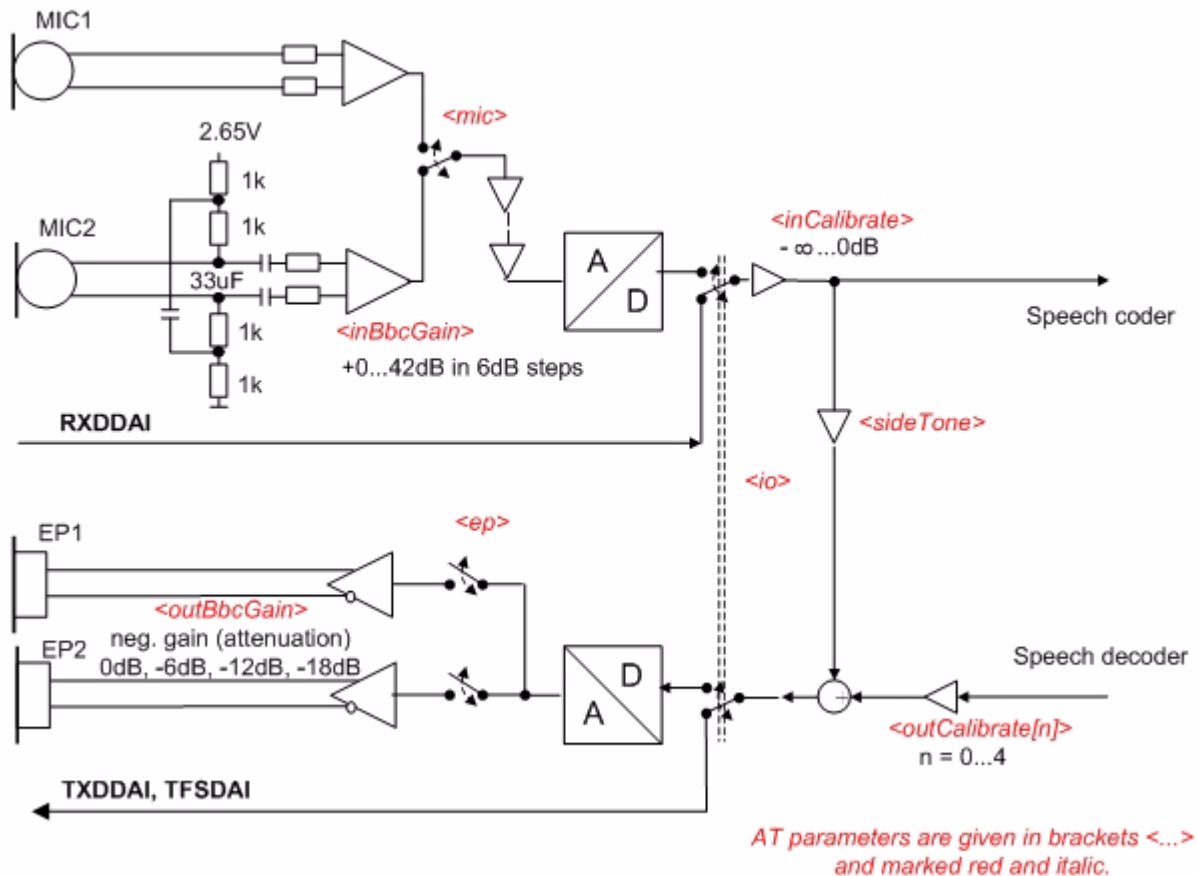 MIC1
<mic>
2.65V
1k
1k
MIC2
33uF
1k
1k
<inBbcGain>
+0...42dB in 6dB steps
A
D
<inCalibrate>
- ∞...0dB
Speech coder
RXDDAI
<sideTone>
<io>
EP1
<ep>
<outBbcGain>
neg. gain (attenuation)
0dB, -6dB, -12dB, -18dB
EP2
D
A
Speech decoder
<outCalibrate[n]>
n = 0...4
TXDDAI, TFSDAI
AT parameters are given in brackets <...>
and marked red and italic.